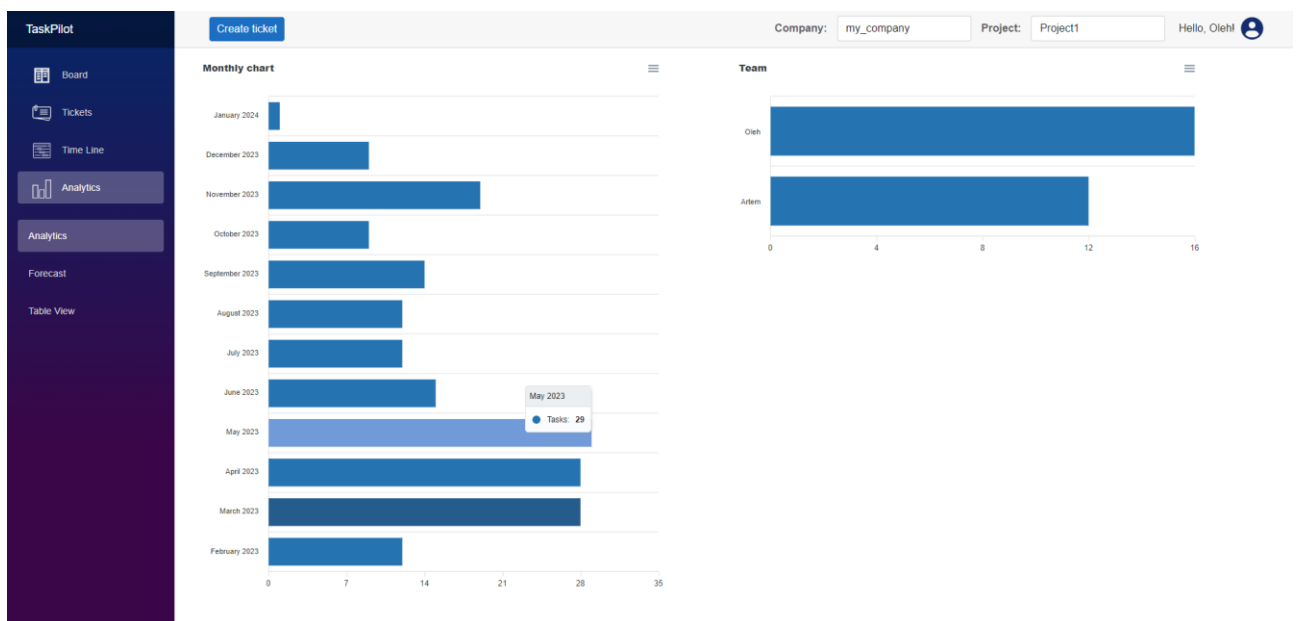 TaskPilot
Create ticket
Company: my_company Project: Project1 Hello, Oleh!
Board
Tickets
Time Line
Analytics
Analytics
Forecast
Table View
Monthly chart
January 2024
December 2023
November 2023
October 2023
September 2023
August 2023
July 2023
June 2023
May 2023
April 2023
March 2023
February 2023
0 7 14 21 28 35
May 2023
Tasks: 29
Team
Oleh
Artem
0 4 8 12 16